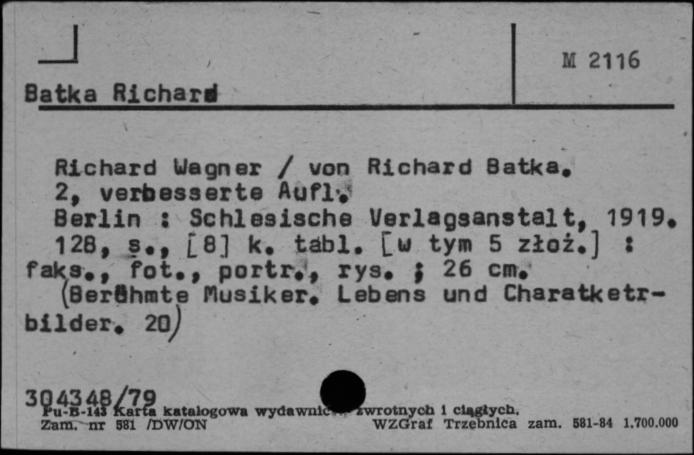 M 2116
Batka Richard
Richard Wagner / von Richard Batka.
2, verbesserte Aufl.
Berlin : Schlesische Verlagsanstalt, 1919.
128, s., [8] k. tabl. [w tym 5 złoż.] :
faks., fot., portr., rys. ; 26 cm.
(Berühmte Musiker. Lebens und Charatketr-
bilder. 20)
304348/79
Pu-B-143 Karta katalogowa wydawnic zwrotnych i ciągłych.
Zam. nr 581 /DW/ON WZGraf Trzebnica zam. 581-84 1.700.000